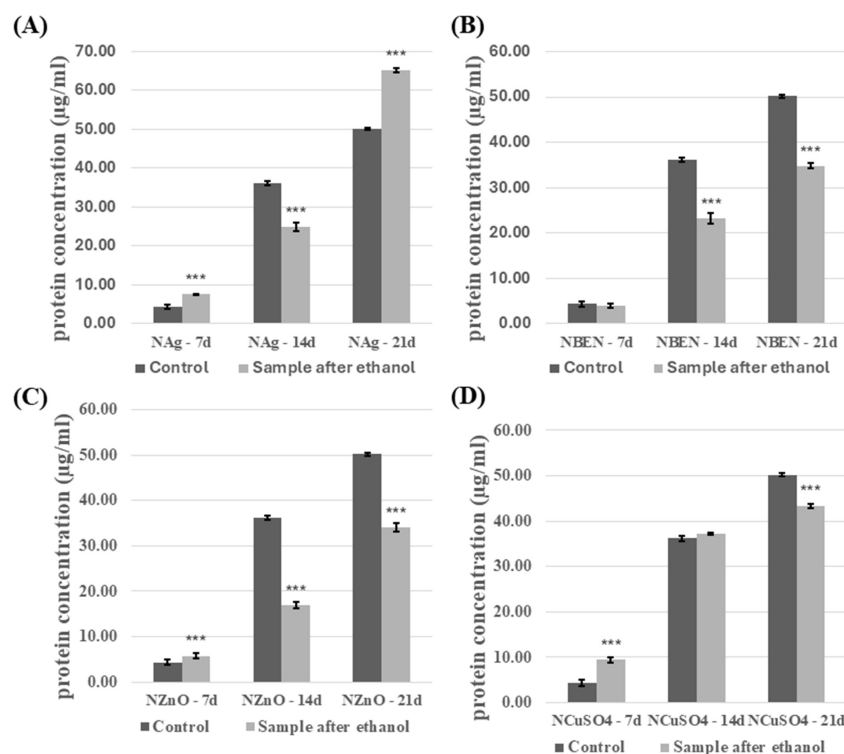 (A)
protein concentration (µg/ml)
70.00
60.00
50.00
40.00
30.00
20.00
10.00
0.00
***
***
***
NAg - 7d NAg - 14d NAg - 21d
Control Sample after ethanol
(B)
protein concentration (µg/ml)
60.00
50.00
40.00
30.00
20.00
10.00
0.00
***
***
NBEN - 7d NBEN - 14d NBEN - 21d
Control Sample after ethanol
(C)
protein concentration (µg/ml)
60.00
50.00
40.00
30.00
20.00
10.00
0.00
***
***
***
NZnO - 7d NZnO - 14d NZnO - 21d
Control Sample after ethanol
(D)
protein concentration (µg/ml)
60.00
50.00
40.00
30.00
20.00
10.00
0.00
***
***
NCuSO4 - 7d NCuSO4 - 14d NCuSO4 - 21d
Control Sample after ethanol